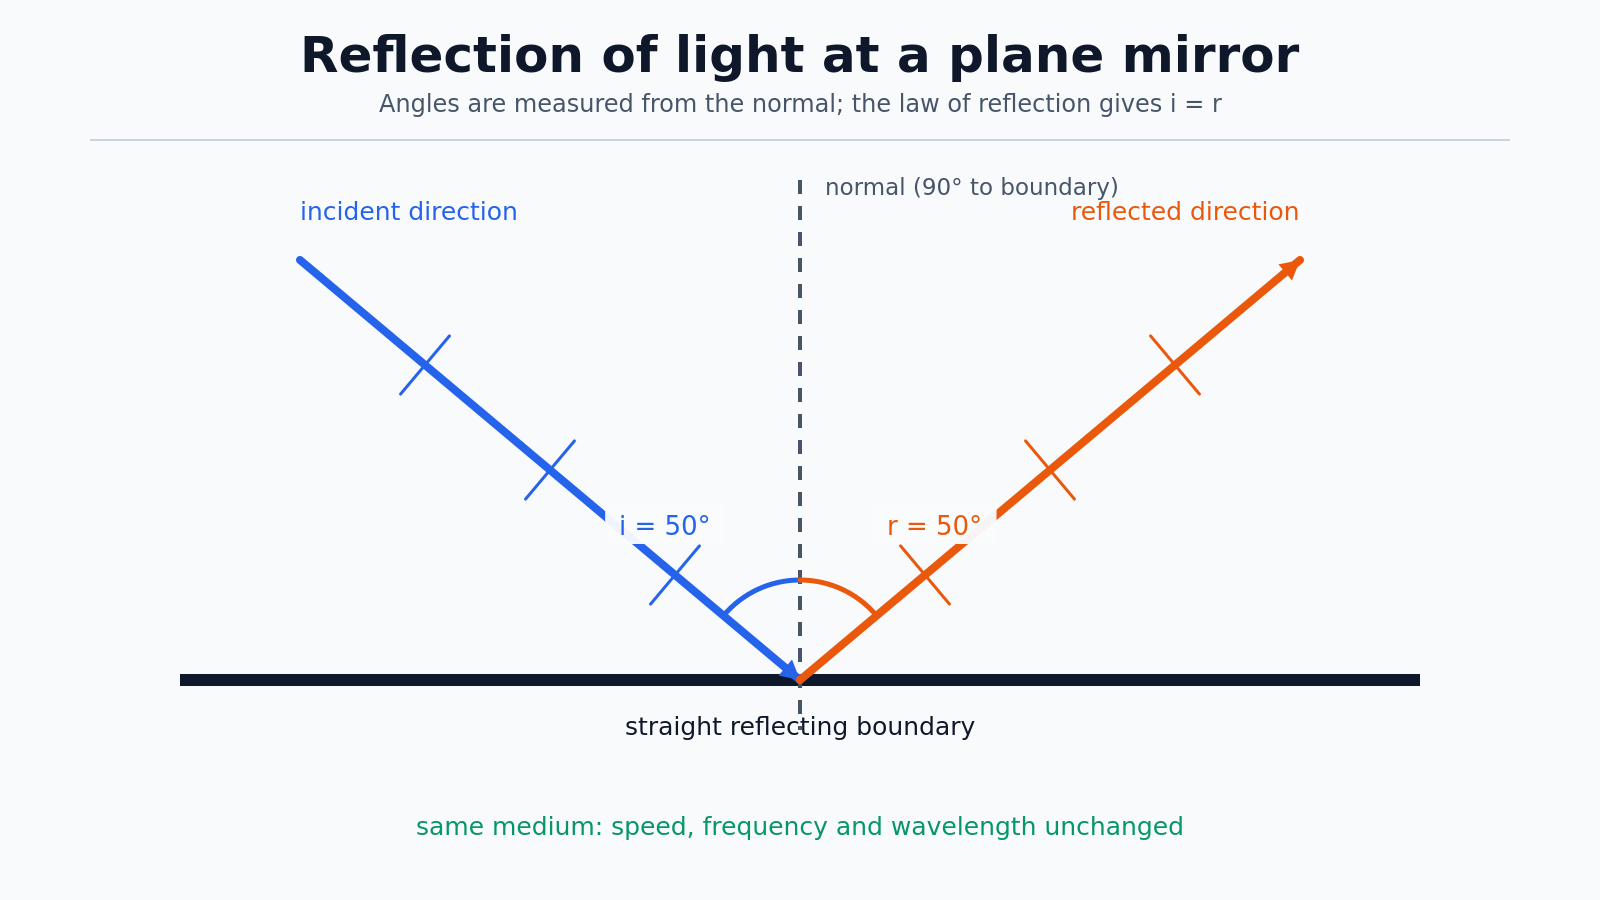 Reflection of light at a plane mirror
Angles are measured from the normal; the law of reflection gives i = r
normal (90° to boundary)
incident direction
reflected direction
i = 50°
r = 50°
straight reflecting boundary
same medium: speed, frequency and wavelength unchanged